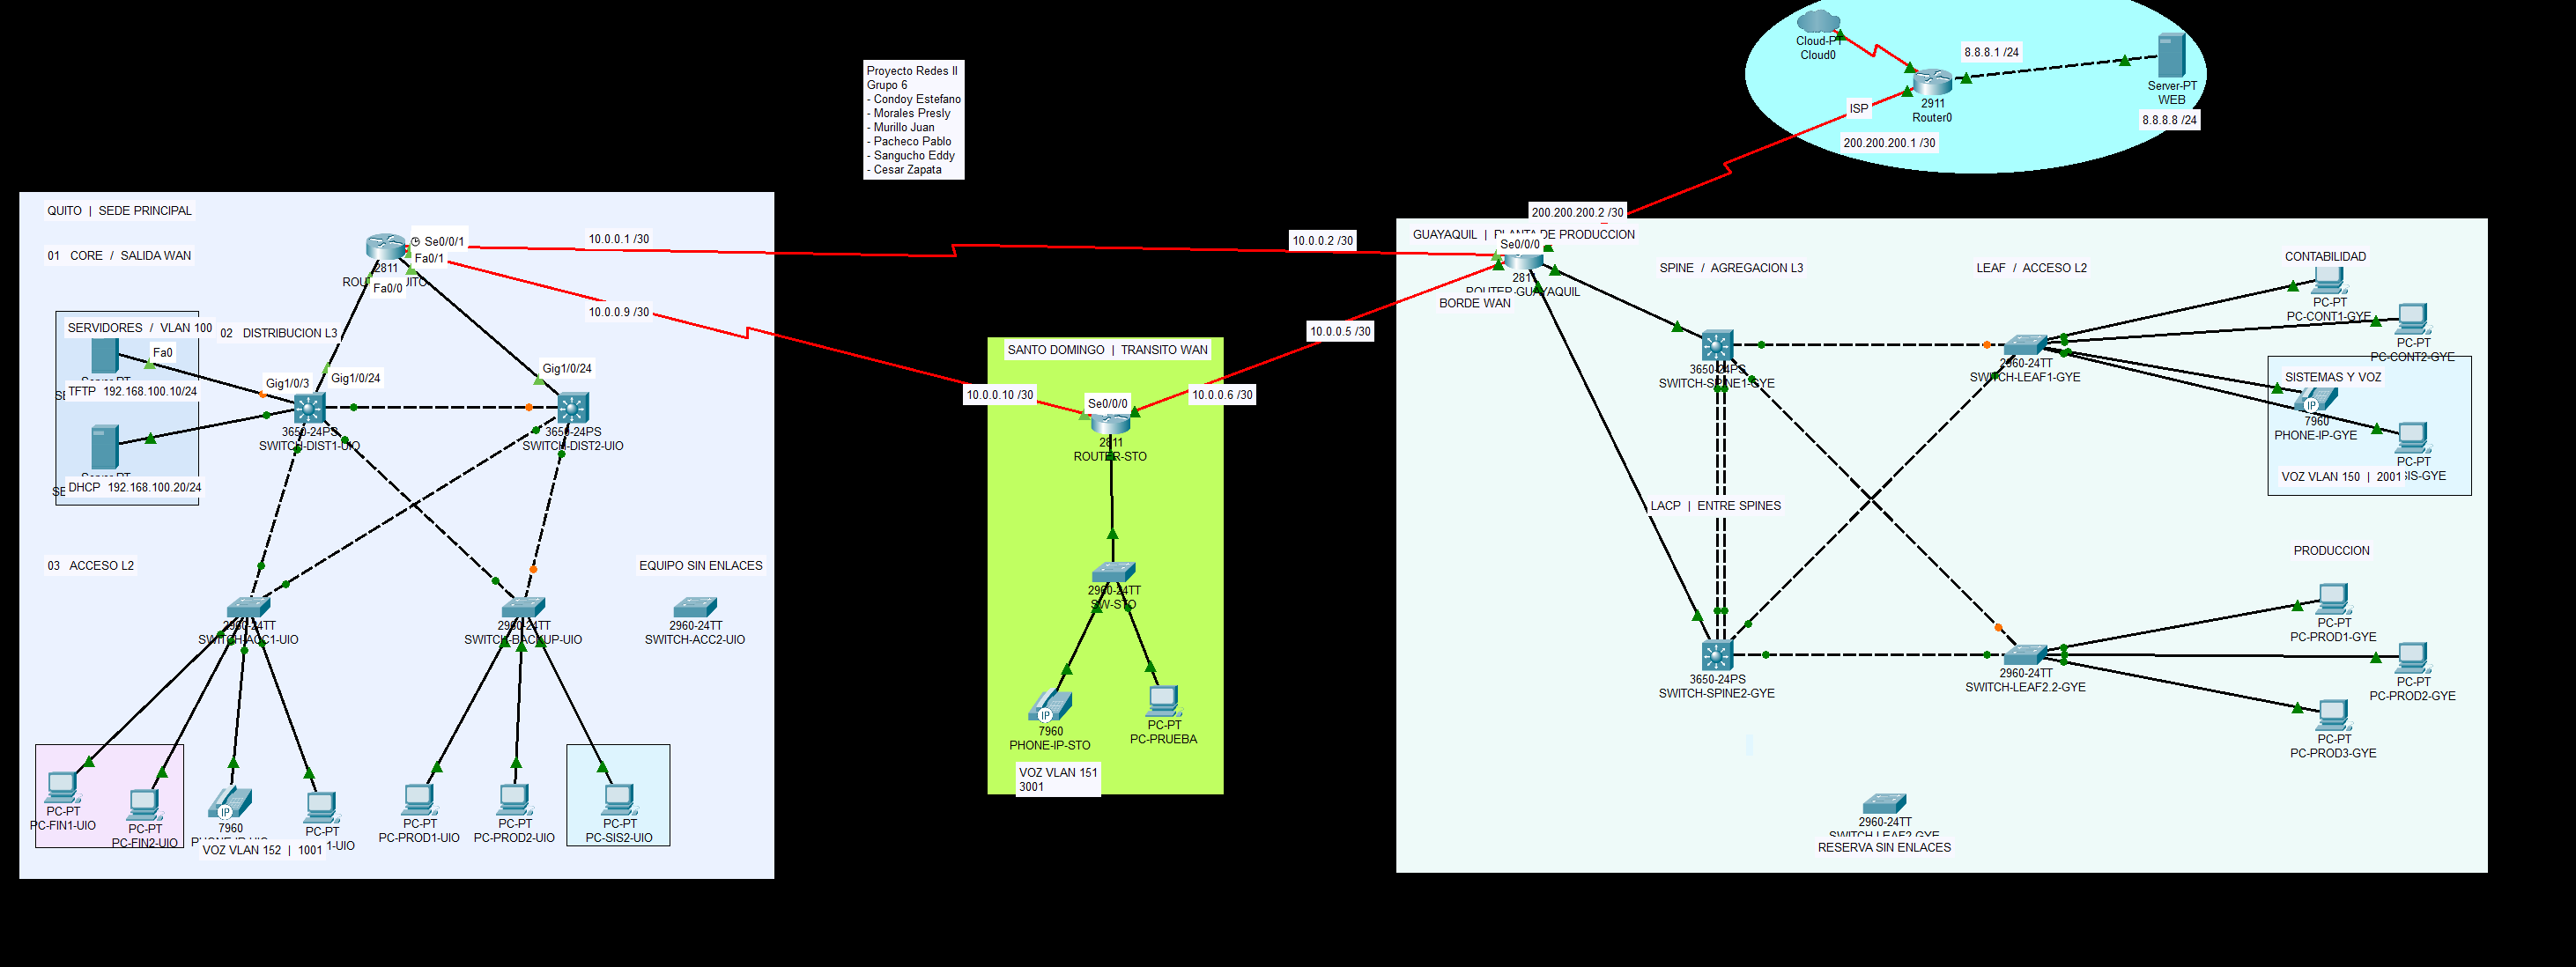 Proyecto Redes II
Grupo 6
- Condoy Estefano
- Morales Presly
- Murillo Juan
- Pacheco Pablo
- Sangucho Eddy
- Cesar Zapata
Cloud-PT
Cloud0
8.8.8.1 /24
2911
Router0
Server-PT
WEB
8.8.8.8 /24
ISP
200.200.200.1 /30
200.200.200.2 /30
QUITO | SEDE PRINCIPAL
01 CORE / SALIDA WAN
Se0/0/1
Fa0/1
2811
Fa0/0
10.0.0.1 /30
10.0.0.2 /30
10.0.0.9 /30
SERVIDORES / VLAN 100
02 DISTRIBUCION L3
Fa0
TFTP 192.168.100.10/24
Gig1/0/3
Gig1/0/24
Gig1/0/24
3650-24PS
SWITCH-DIST1-UIO
3650-24PS
SWITCH-DIST2-UIO
DHCP 192.168.100.20/24
03 ACCESO L2
EQUIPO SIN ENLACES
2960-24TT
SWITCH-ACC1-UIO
2960-24TT
SWITCH-BACKUP-UIO
2960-24TT
SWITCH-ACC2-UIO
PC-PT
PC-FIN1-UIO
PC-PT
PC-FIN2-UIO
7960
VOZ VLAN 152 | 1001
PC-PT
1-UIO
PC-PT
PC-PROD1-UIO
PC-PT
PC-PROD2-UIO
PC-PT
PC-SIS2-UIO
SANTO DOMINGO | TRANSITO WAN
10.0.0.10 /30
Se0/0/0
10.0.0.6 /30
10.0.0.5 /30
2811
ROUTER-STO
2960-24TT
SW-STO
7960
PHONE-IP-STO
PC-PT
PC-PRUEBA
VOZ VLAN 151
3001
GUAYAQUIL | PLANTA DE PRODUCCION
Se0/0/0
281
ROUTER-GUAYAQUIL
BORDE WAN
SPINE / AGREGACION L3
LEAF / ACCESO L2
CONTABILIDAD
PC-PT
PC-CONT1-GYE
PC-PT
PC-CONT2-GYE
3650-24PS
SWITCH-SPINE1-GYE
2960-24TT
SWITCH-LEAF1-GYE
SISTEMAS Y VOZ
7960
PHONE-IP-GYE
PC-PT
SIS-GYE
VOZ VLAN 150 | 2001
LACP | ENTRE SPINES
PRODUCCION
3650-24PS
SWITCH-SPINE2-GYE
2960-24TT
SWITCH-LEAF2.2-GYE
PC-PT
PC-PROD1-GYE
PC-PT
PC-PROD2-GYE
PC-PT
PC-PROD3-GYE
2960-24TT
SWITCH-LEAF2-GYE
RESERVA SIN ENLACES